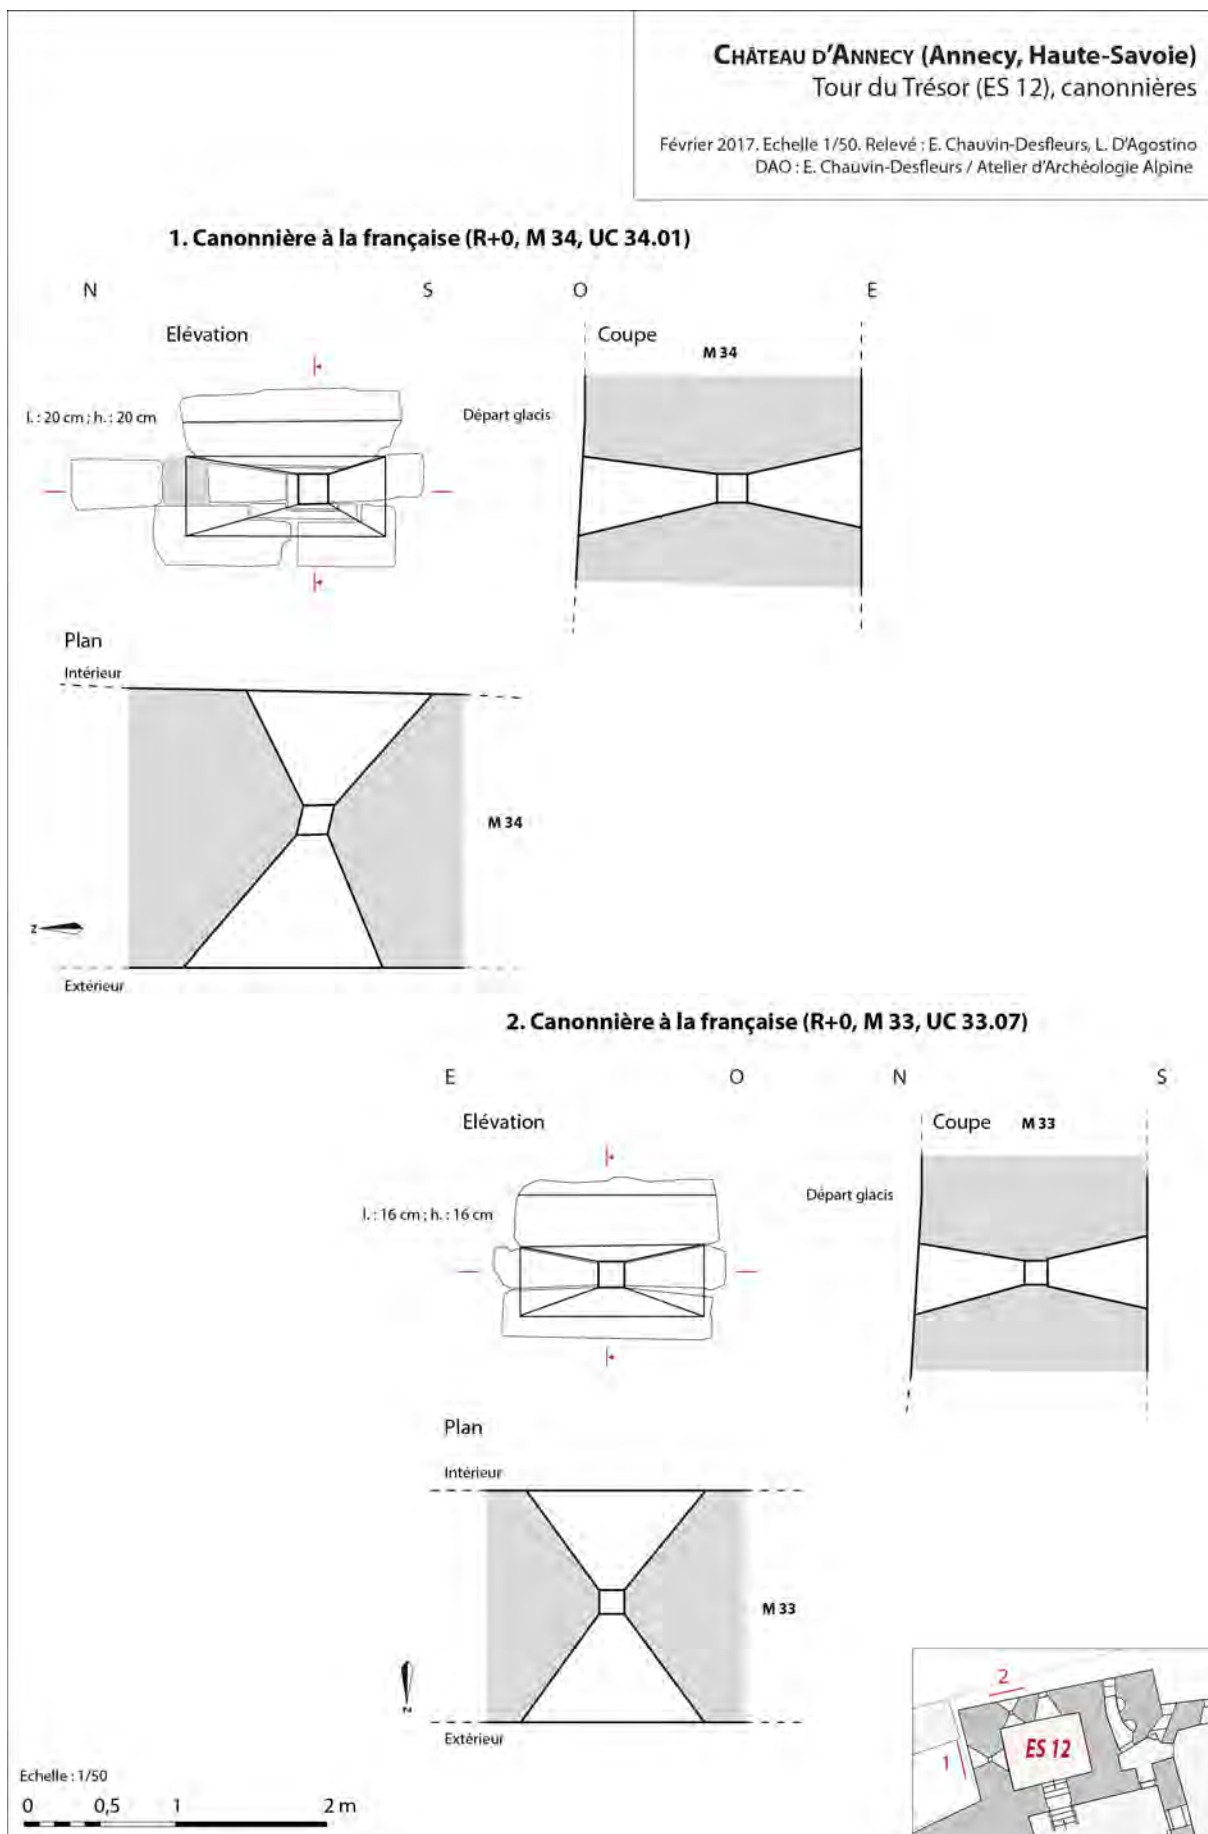 CHÂTEAU D'ANNECY (Annecy, Haute-Savoie)
Tour du Trésor (ES 12), canonnières
Février 2017. Echelle 1/50. Relevé : E. Chauvin-Desfleurs, L. D'Agostino
DAO : E. Chauvin-Desfleurs / Atelier d'Archéologie Alpine
1. Canonnière à la française (R+0, M 34, UC 34.01)
N S O E
Elévation
Coupe
M 34
l. : 20 cm ; h. : 20 cm
Départ glacis
Plan
Intérieur
M 34
z
Extérieur
2. Canonnière à la française (R+0, M 33, UC 33.07)
E O N S
Elévation
Coupe M 33
Départ glacis
l. : 16 cm ; h. : 16 cm
Plan
Intérieur
M 33
z
Extérieur
2
ES 12
1
Echelle : 1/50
0 0,5 1 2 m